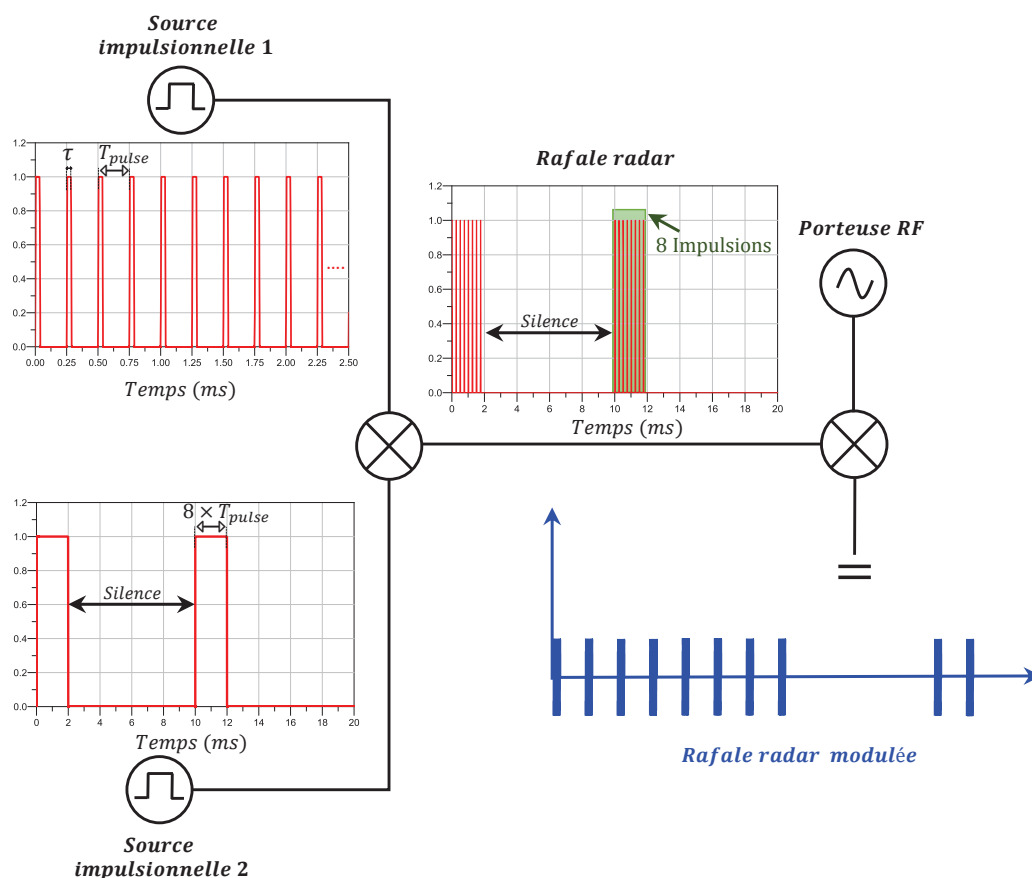 Source
impulsionnelle 1
1.2
1.0
0.8
0.6
0.4
0.2
0.0
τ
T_pulse
....
0.00 0.25 0.50 0.75 1.00 1.25 1.50 1.75 2.00 2.25 2.50
Temps (ms)
Rafale radar
1.2
1.0
0.8
0.6
0.4
0.2
0.0
8 Impulsions
Silence
0 2 4 6 8 10 12 14 16 18 20
Temps (ms)
Porteuse RF
1.2
1.0
0.8
0.6
0.4
0.2
0.0
8 × T_pulse
Silence
0 2 4 6 8 10 12 14 16 18 20
Temps (ms)
Source
impulsionnelle 2
=
Rafale radar modulée